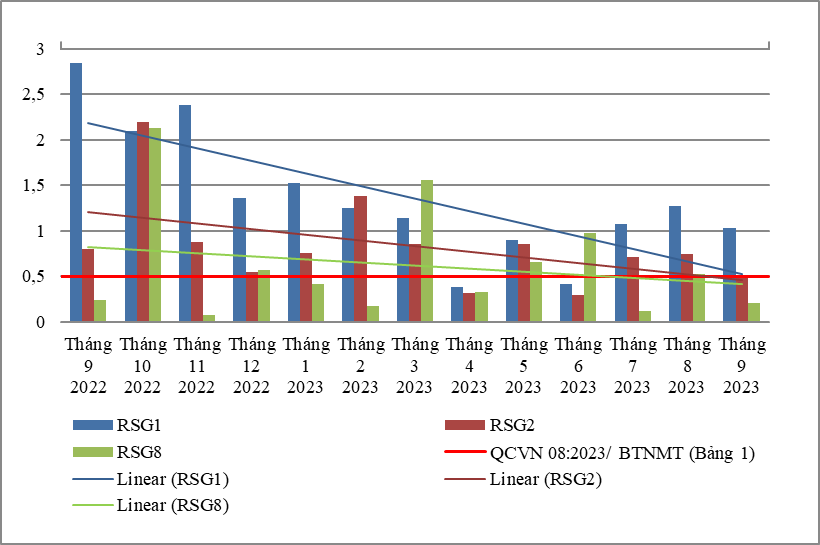 3
2,5
2
1,5
1
0,5
0
Tháng Tháng Tháng Tháng Tháng Tháng Tháng Tháng Tháng Tháng Tháng Tháng Tháng
9 10 11 12 1 2 3 4 5 6 7 8 9
2022 2022 2022 2022 2023 2023 2023 2023 2023 2023 2023 2023 2023
RSG1 RSG2
RSG8 QCVN 08:2023/ BTNMT (Bảng 1)
Linear (RSG1) Linear (RSG2)
Linear (RSG8)